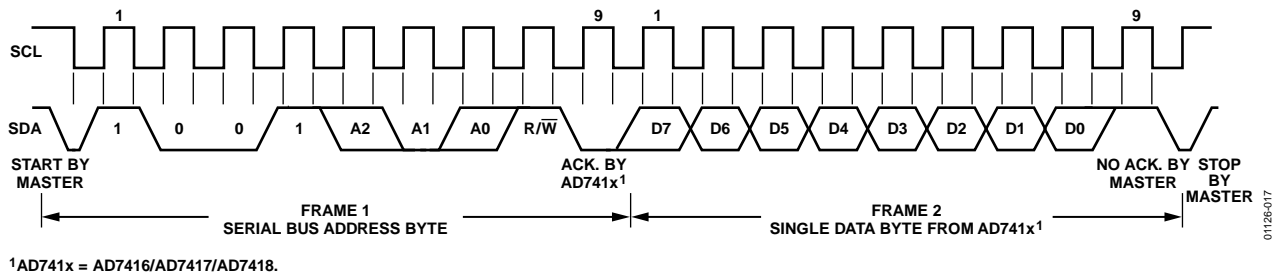 1 9 1 9
SCL
SDA 1 0 0 1 A2 A1 A0 R/W̅ D7 D6 D5 D4 D3 D2 D1 D0
START BY
MASTER
ACK. BY
AD741x¹
NO ACK. BY
MASTER
STOP
BY
MASTER
FRAME 1
SERIAL BUS ADDRESS BYTE
FRAME 2
SINGLE DATA BYTE FROM AD741x¹
01126-017
¹AD741x = AD7416/AD7417/AD7418.